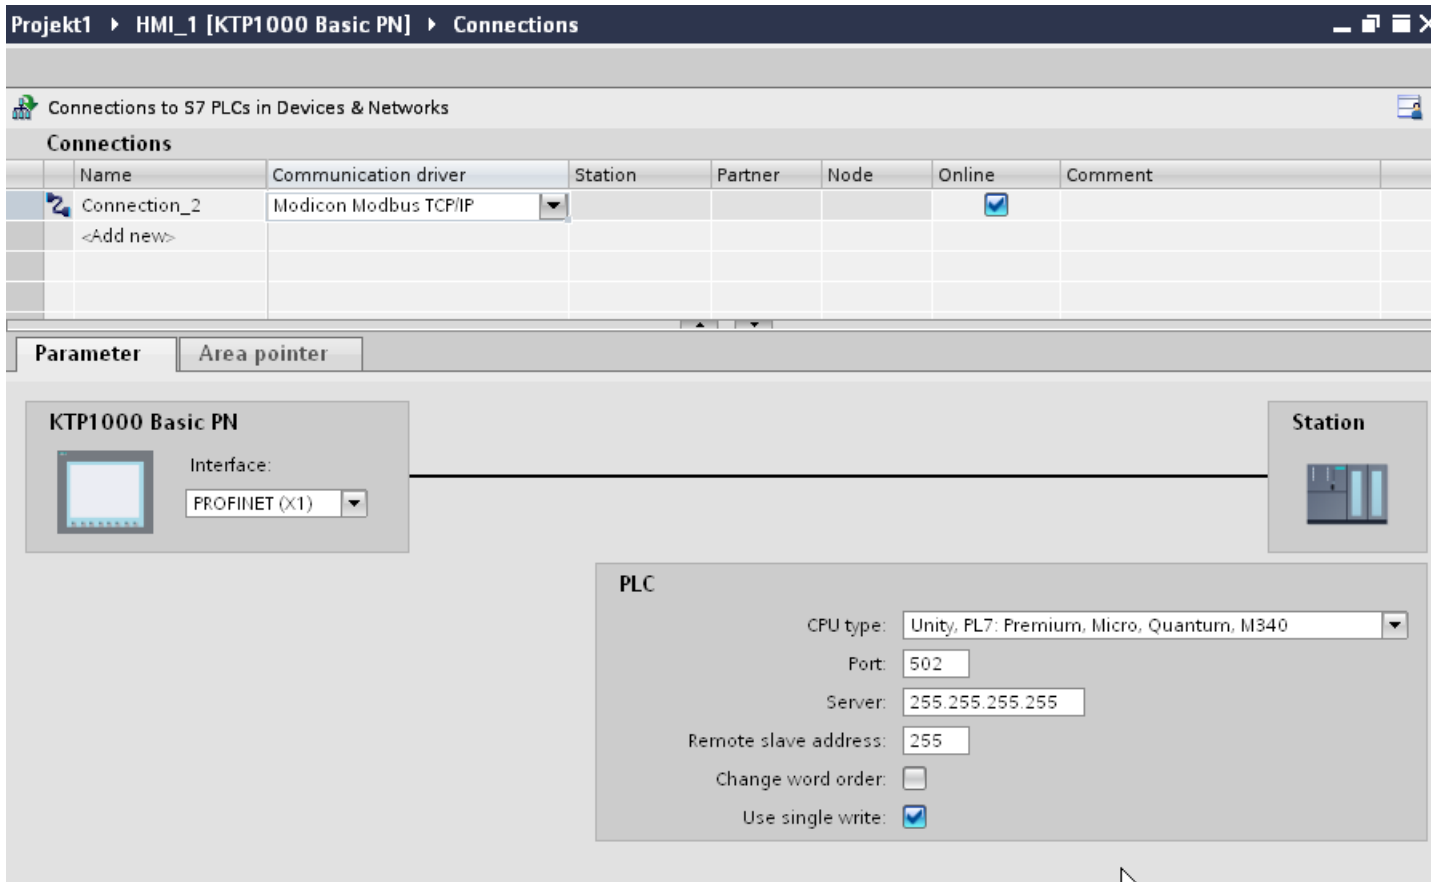 Projekt1 ▸ HMI_1 [KTP1000 Basic PN] ▸ Connections
Connections to S7 PLCs in Devices & Networks
Connections
Name Communication driver Station Partner Node Online Comment
Connection_2 Modicon Modbus TCP/IP
<Add new>
Parameter Area pointer
KTP1000 Basic PN
Interface:
PROFINET (X1)
Station
PLC
CPU type: Unity, PL7: Premium, Micro, Quantum, M340
Port: 502
Server: 255.255.255.255
Remote slave address: 255
Change word order:
Use single write: